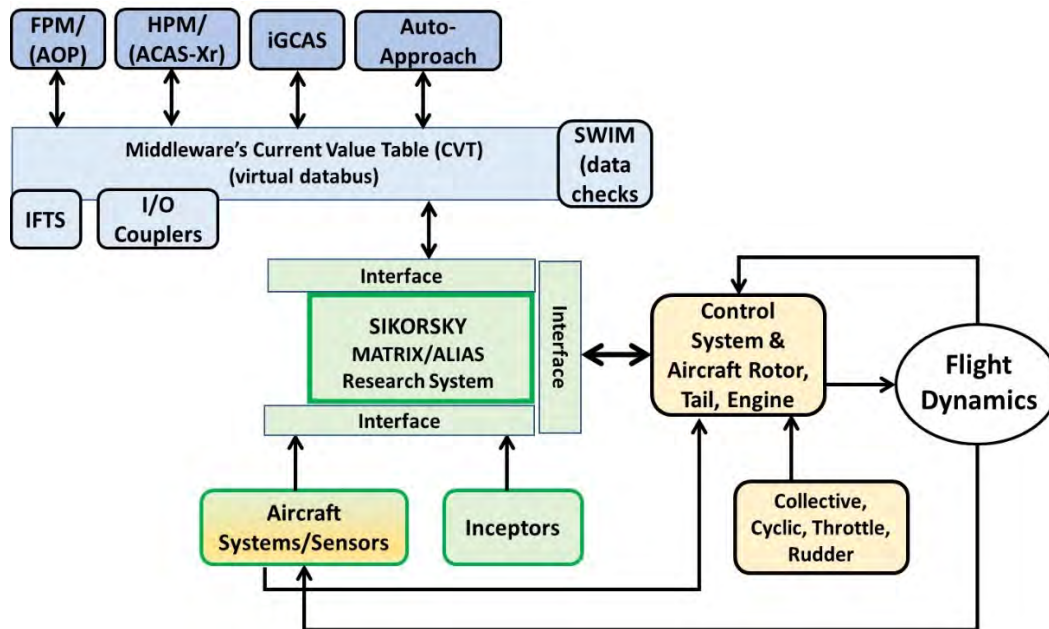 FPM/
(AOP)
HPM/
(ACAS-Xr)
iGCAS
Auto-
Approach
Middleware's Current Value Table (CVT)
(virtual databus)
SWIM
(data
checks
IFTS
I/O
Couplers
Interface
SIKORSKY
MATRIX/ALIAS
Research System
Interface
Interface
Control
System &
Aircraft Rotor,
Tail, Engine
Flight
Dynamics
Aircraft
Systems/Sensors
Inceptors
Collective,
Cyclic, Throttle,
Rudder